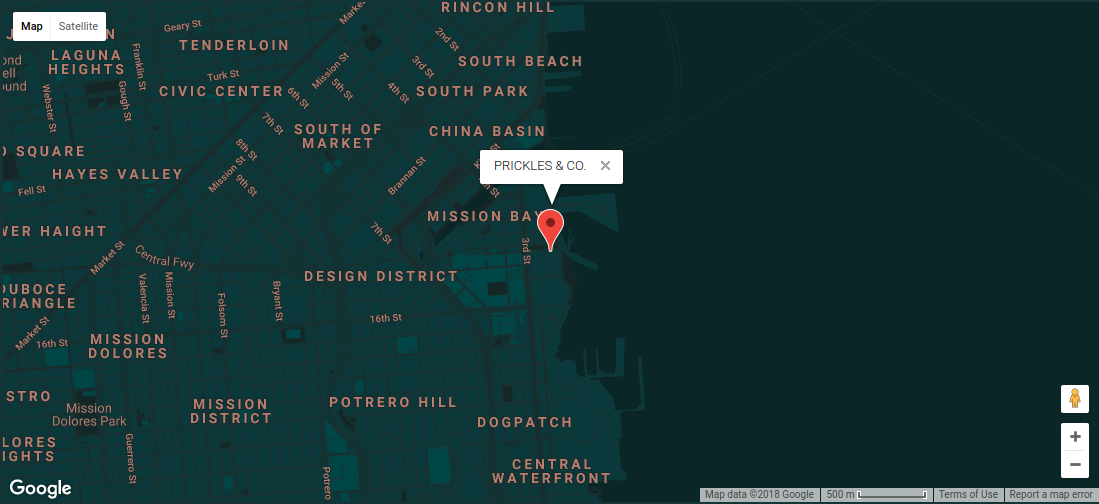 Map Satellite
RINCON HILL
Market
Geary St
TENDERLOIN
2nd St
LAGUNA
HEIGHTS
Franklin St
Mission St
3rd St
SOUTH BEACH
Turk St
5th St
4th St
CIVIC CENTER
6th St
SOUTH PARK
Webster St
Gough St
7th St
SOUTH OF
MARKET
CHINA BASIN
8th St
SQUARE
Mission St
HAYES VALLEY
9th St
Brannan St
PRICKLES & CO.
Fell St
MISSION BAY
WER HAIGHT
7th St
3rd St
Market St
Central Fwy
DESIGN DISTRICT
DUBOCE
RIANGLE
Valencia St
Mission St
Folsom St
Bryant St
16th St
Market St
16th St
MISSION
DOLORES
STRO
Mission
Dolores Park
MISSION
DISTRICT
POTRERO HILL
DOGPATCH
LORES
IGHTS
Guerrero St
Potrero
CENTRAL
WATERFRONT
Google
Map data ©2018 Google 500 m Terms of Use Report a map error